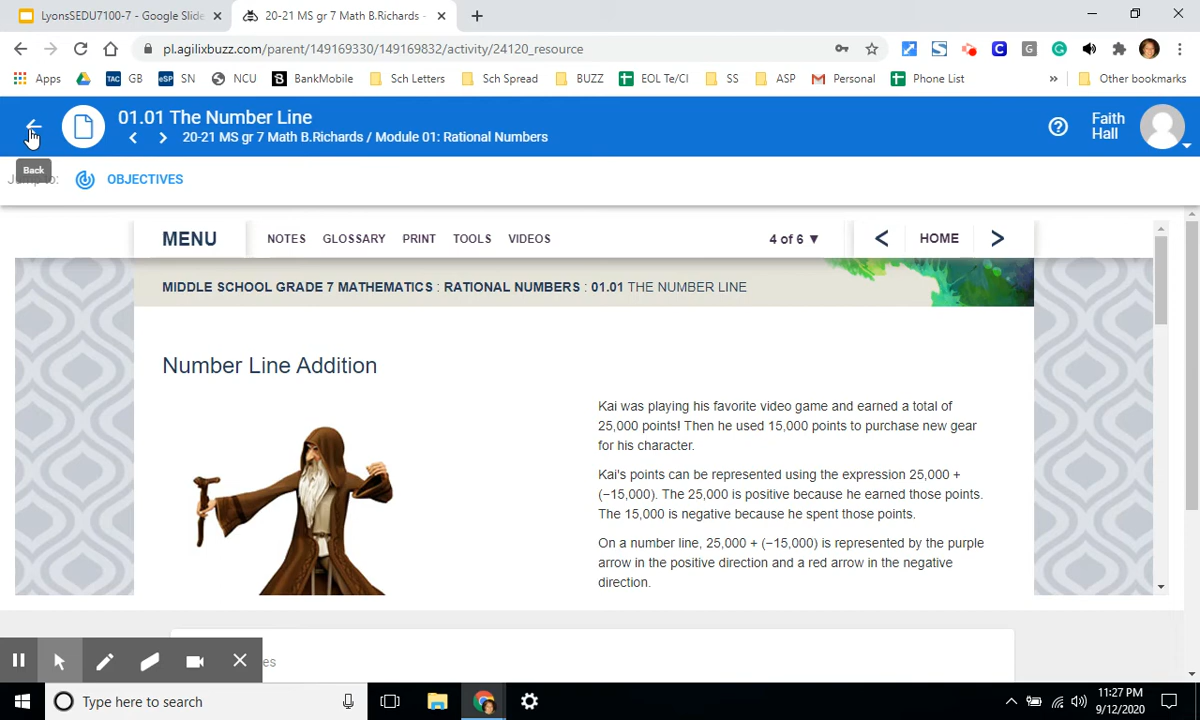 LyonsSEDU7100-7 - Google Slide
20-21 MS gr 7 Math B.Richards -
pl.agilixbuzz.com/parent/149169330/149169832/activity/24120_resource
Apps
TAC GB
eSP SN
NCU
B BankMobile
Sch Letters
Sch Spread
BUZZ
EOL Te/CI
SS
ASP
Personal
Phone List
»
Other bookmarks
01.01 The Number Line
20-21 MS gr 7 Math B.Richards / Module 01: Rational Numbers
Faith
Hall
Back
Jump to:
OBJECTIVES
MENU
NOTES GLOSSARY PRINT TOOLS VIDEOS
4 of 6 ▼
HOME
MIDDLE SCHOOL GRADE 7 MATHEMATICS : RATIONAL NUMBERS : 01.01 THE NUMBER LINE
Number Line Addition
Kai was playing his favorite video game and earned a total of
25,000 points! Then he used 15,000 points to purchase new gear
for his character.
Kai's points can be represented using the expression 25,000 +
(−15,000). The 25,000 is positive because he earned those points.
The 15,000 is negative because he spent those points.
On a number line, 25,000 + (−15,000) is represented by the purple
arrow in the positive direction and a red arrow in the negative
direction.
es
Type here to search
11:27 PM
9/12/2020